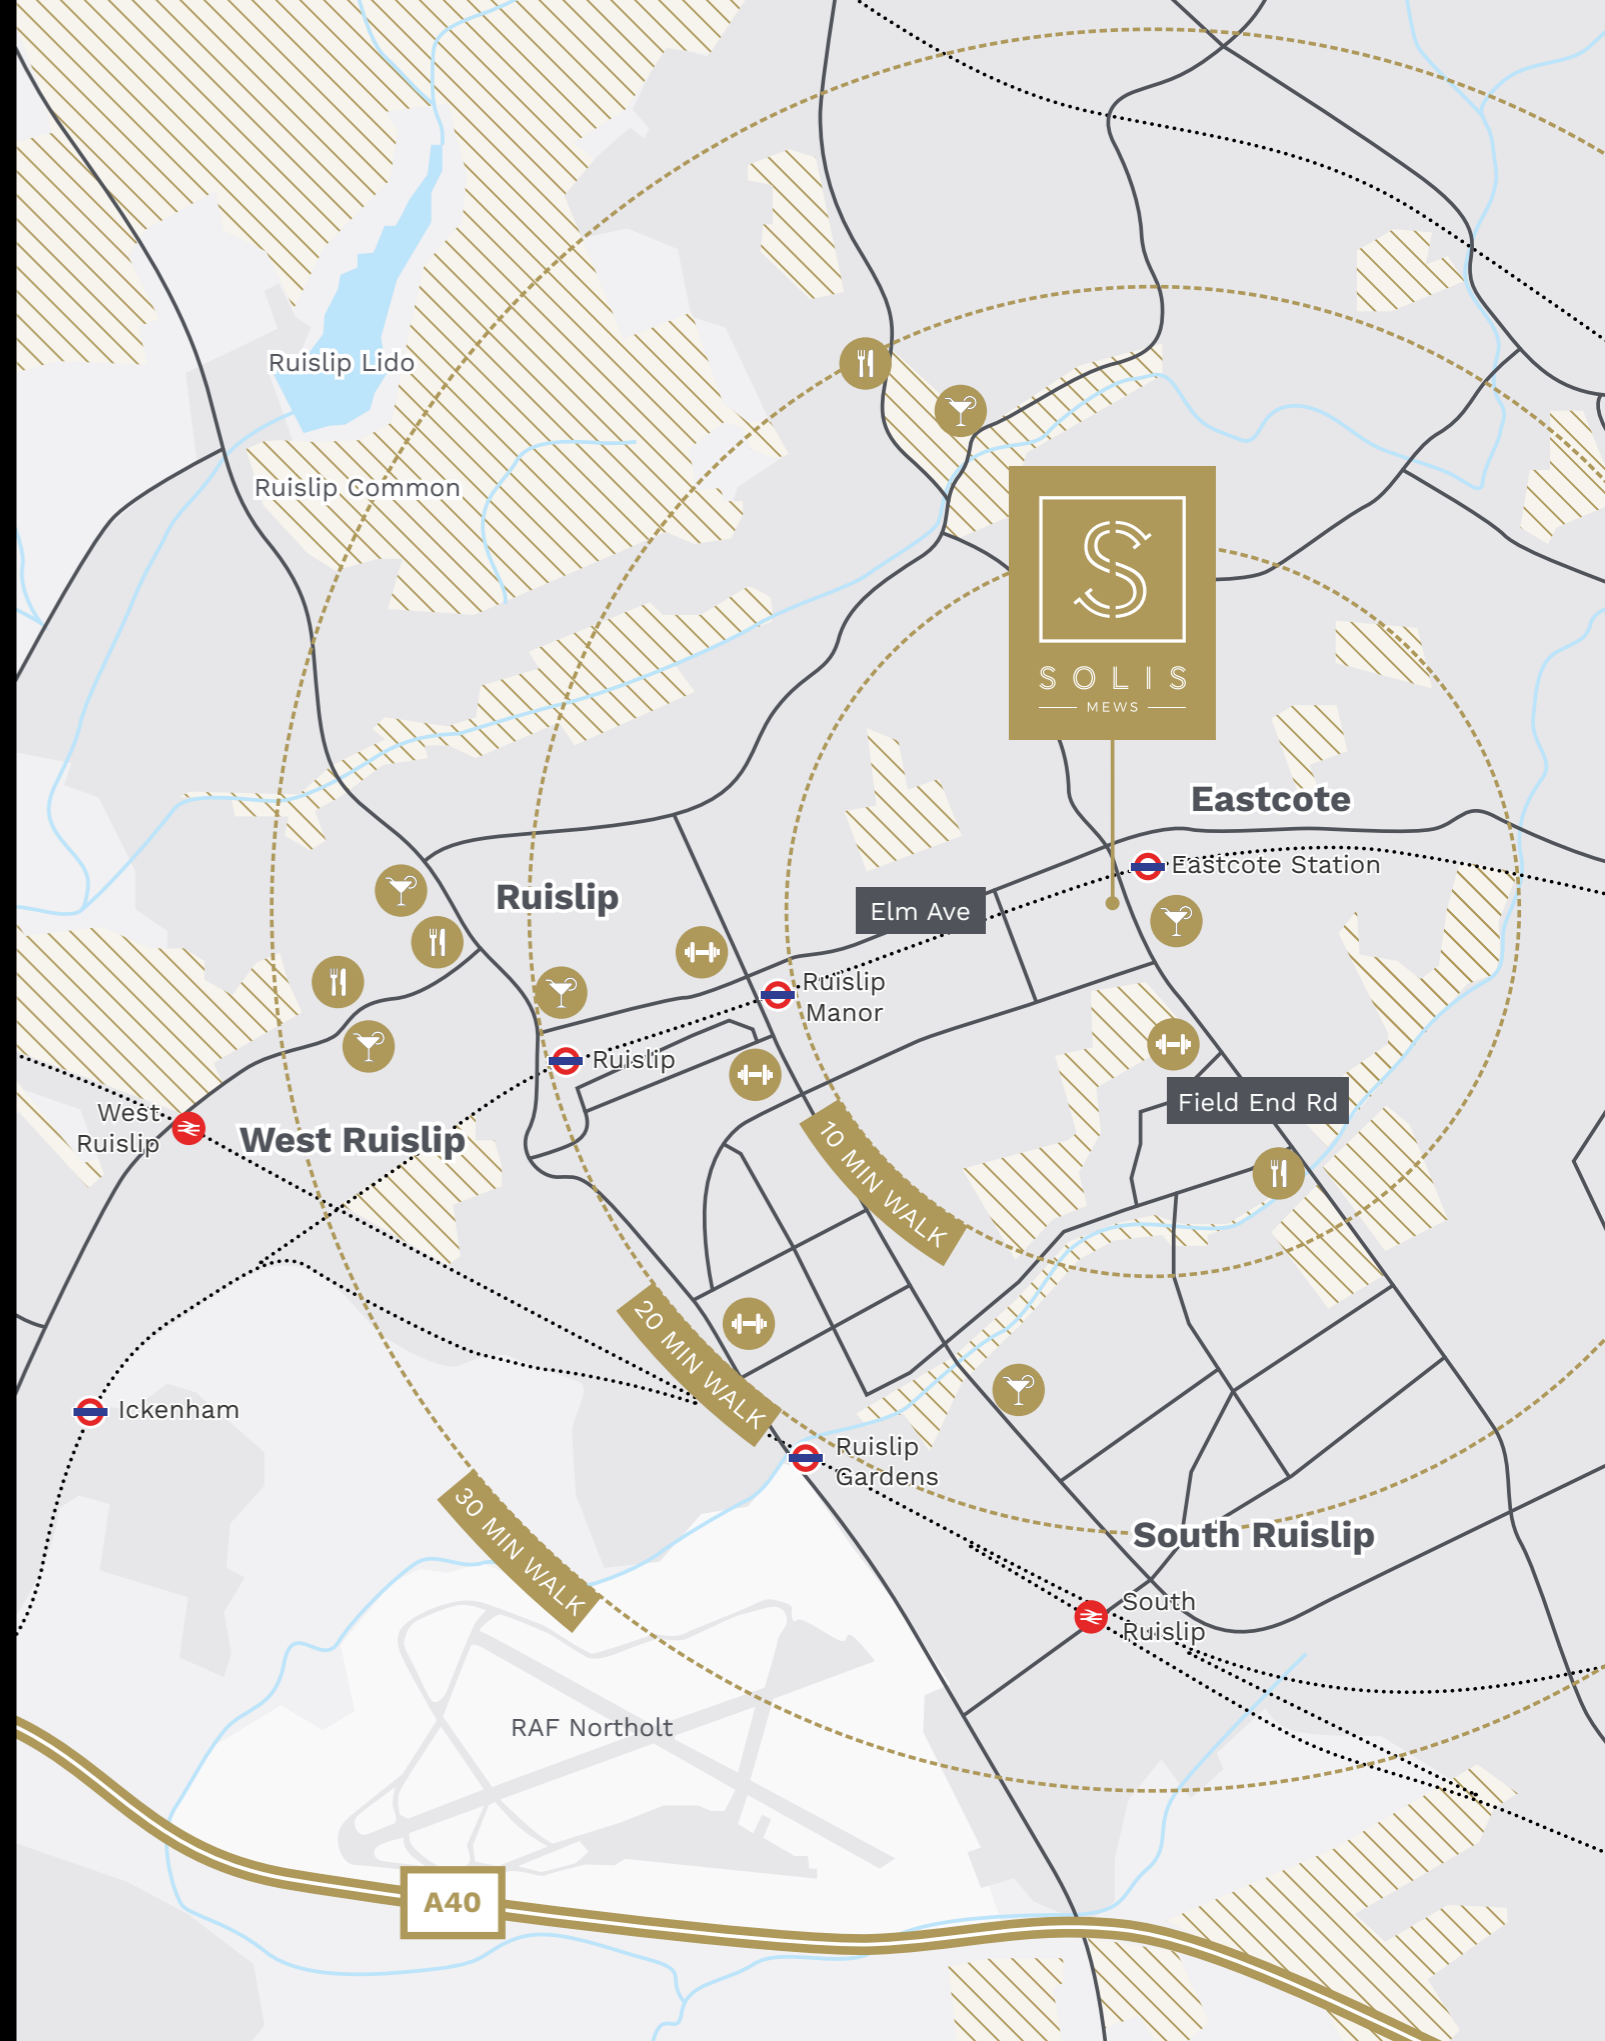 Ruislip Lido
Ruislip Common
S
SOLIS
MEWS
Eastcote
Eastcote Station
Ruislip
Elm Ave
Ruislip
Manor
Ruislip
Field End Rd
West
Ruislip
West Ruislip
10 MIN WALK
20 MIN WALK
Ickenham
Ruislip
Gardens
30 MIN WALK
South Ruislip
South
Ruislip
RAF Northolt
A40